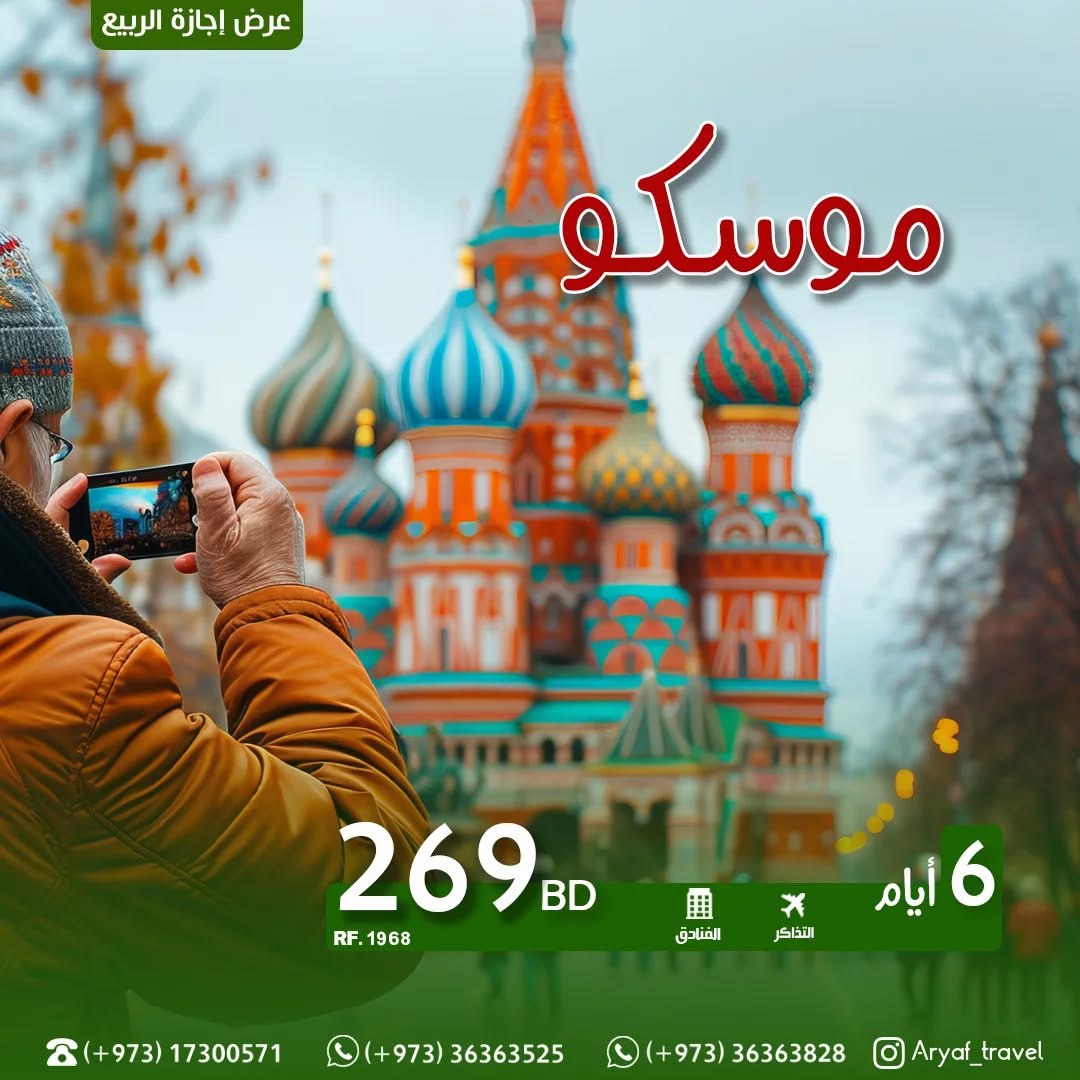 عرض إجازة الربيع
موسكو
6 أيام
التذاكر
الفنادق
269 BD
RF. 1968
(+973) 17300571
(+973) 36363525
(+973) 36363828
Aryaf_travel